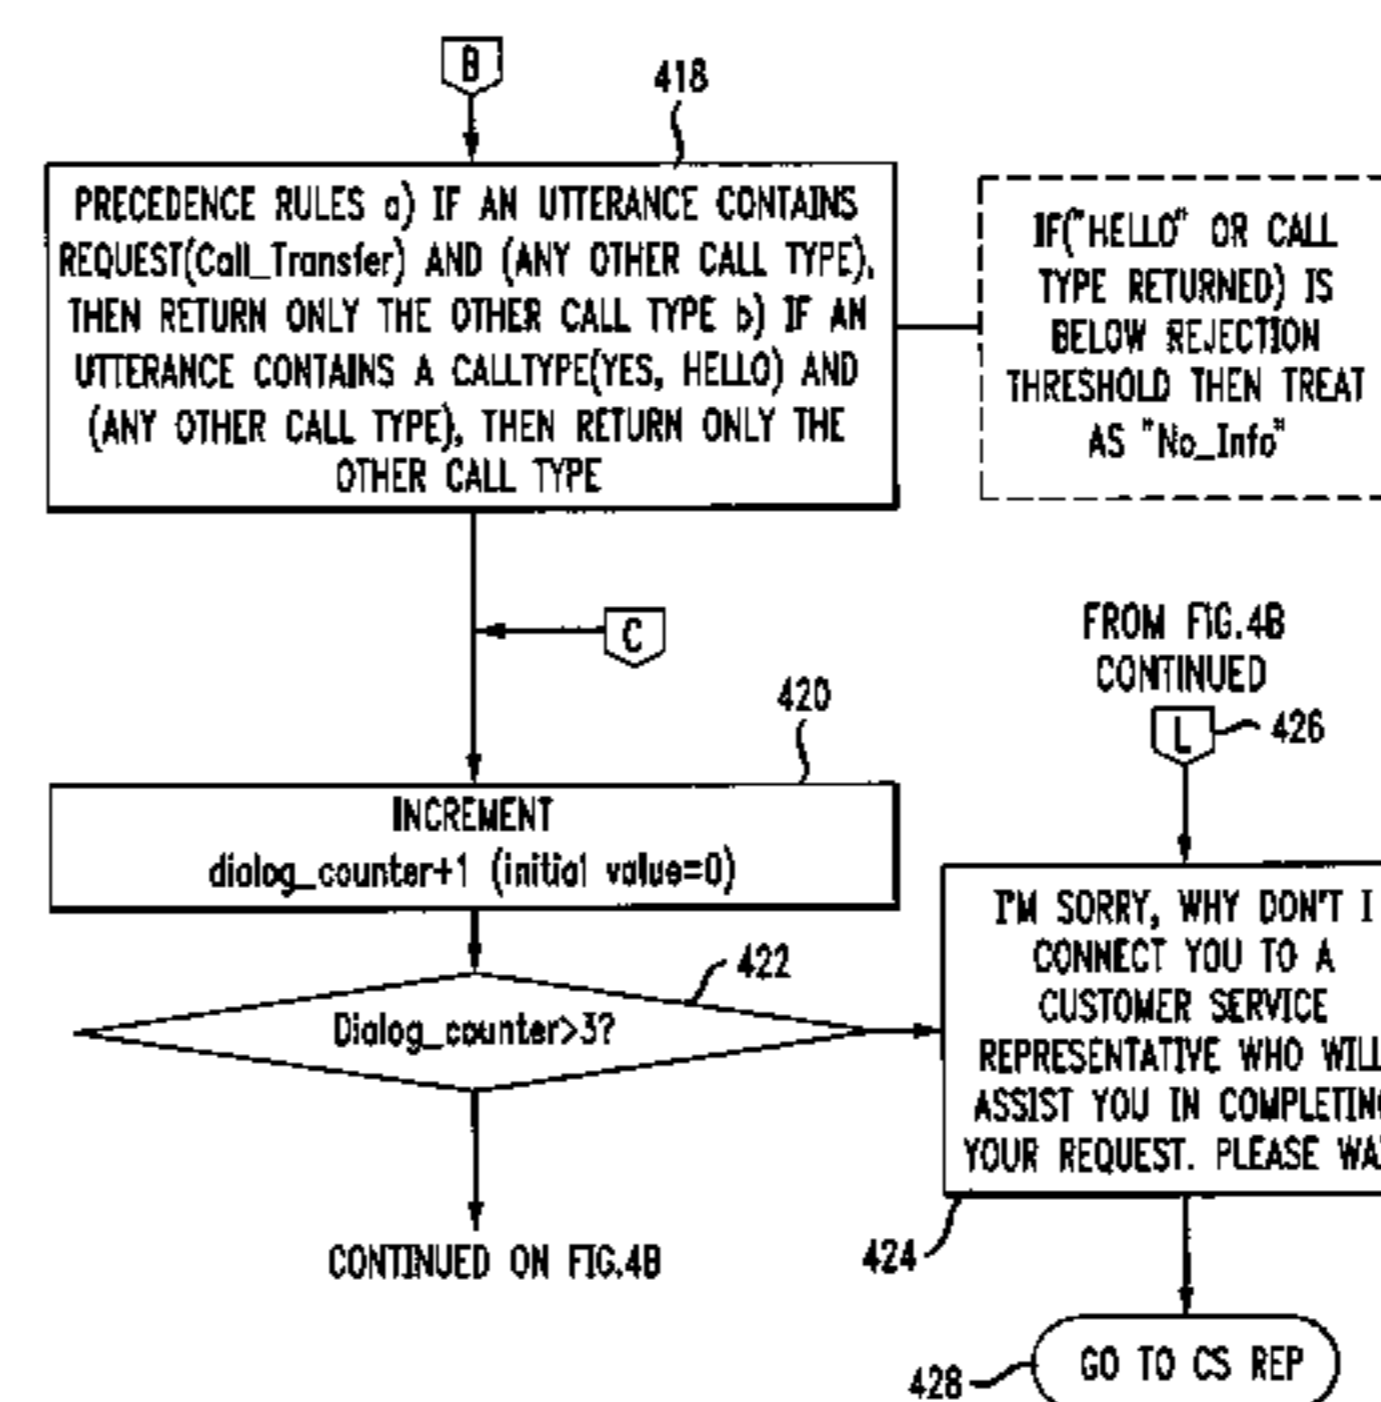 B
418
PRECEDENCE RULES a) IF AN UTTERANCE CONTAINS
REQUEST(Call_Transfer) AND (ANY OTHER CALL TYPE),
THEN RETURN ONLY THE OTHER CALL TYPE b) IF AN
UTTERANCE CONTAINS A CALLTYPE(YES, HELLO) AND
(ANY OTHER CALL TYPE), THEN RETURN ONLY THE
OTHER CALL TYPE
IF("HELLO" OR CALL
TYPE RETURNED) IS
BELOW REJECTION
THRESHOLD THEN TREAT
AS "No_Info"
C
FROM FIG.4B
CONTINUED
L
426
420
INCREMENT
dialog_counter+1 (initial value=0)
422
Dialog_counter>3?
I'M SORRY, WHY DON'T I
CONNECT YOU TO A
CUSTOMER SERVICE
REPRESENTATIVE WHO WILL
ASSIST YOU IN COMPLETING
YOUR REQUEST. PLEASE
424
CONTINUED ON FIG.4B
428
GO TO CS REP